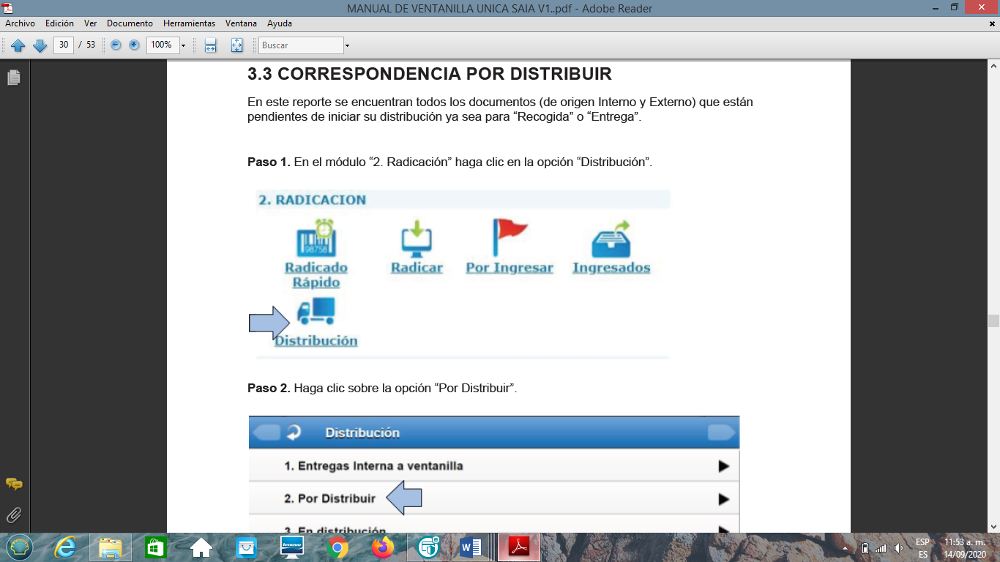 MANUAL DE VENTANILLA UNICA SAIA V1..pdf - Adobe Reader
Archivo Edición Ver Documento Herramientas Ventana Ayuda
30 / 53 100% Buscar
3.3 CORRESPONDENCIA POR DISTRIBUIR
En este reporte se encuentran todos los documentos (de origen Interno y Externo) que están
pendientes de iniciar su distribución ya sea para “Recogida” o “Entrega”.
Paso 1. En el módulo “2. Radicación” haga clic en la opción “Distribución”.
2. RADICACION
98758
Radicado Radicar Por Ingresar Ingresados
Rápido
Distribución
Paso 2. Haga clic sobre la opción “Por Distribuir”.
Distribución
1. Entregas Interna a ventanilla
2. Por Distribuir
3. En distribución
lenovo
ESP 11:53 a. m.
ES 14/09/2020